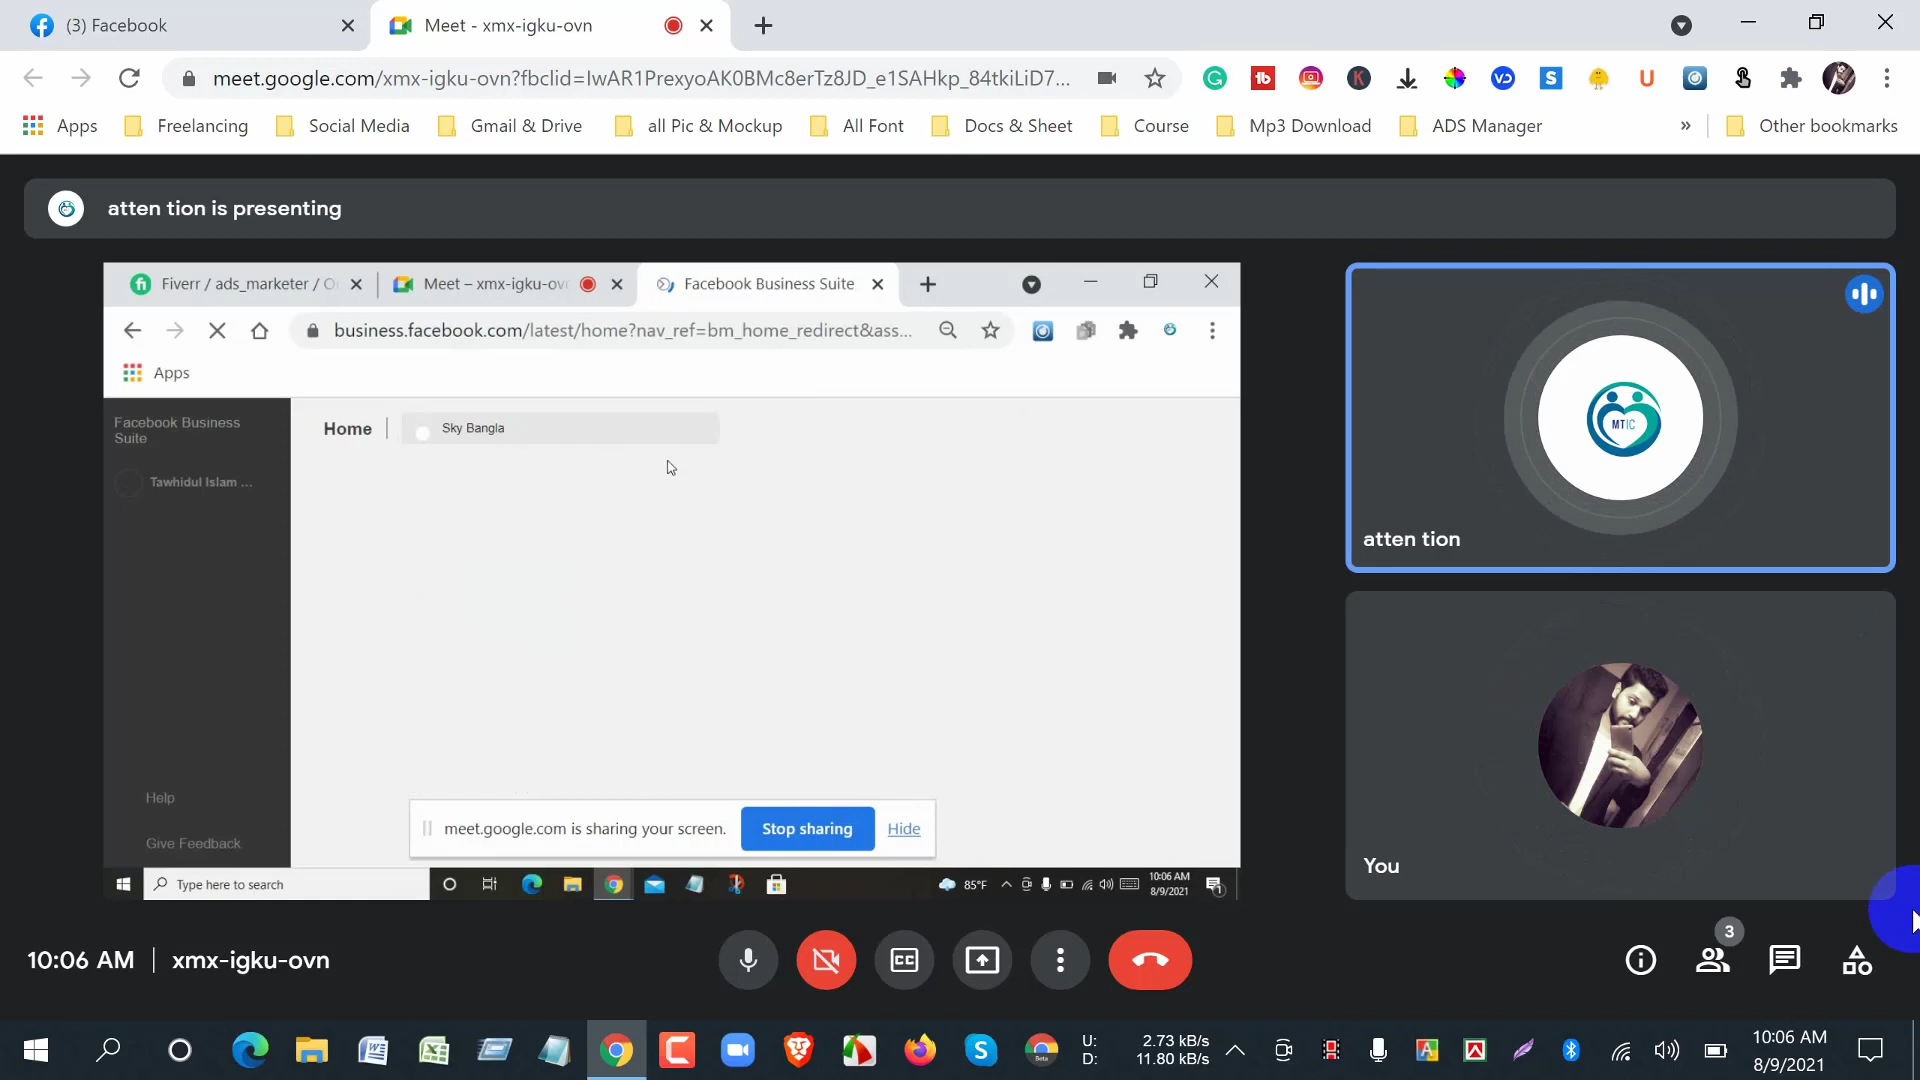 (3) Facebook
Meet - xmx-igku-ovn
meet.google.com/xmx-igku-ovn?fbclid=IwAR1PrexyoAK0BMc8erTz8JD_e1SAHkp_84tkiLiD7...
Apps
Freelancing
Social Media
Gmail & Drive
all Pic & Mockup
All Font
Docs & Sheet
Course
Mp3 Download
ADS Manager
»
Other bookmarks
atten tion is presenting
Fiverr / ads_marketer / O
Meet – xmx-igku-ov
Facebook Business Suite
business.facebook.com/latest/home?nav_ref=bm_home_redirect&ass...
Apps
Facebook Business
Suite
Tawhidul Islam ...
Home
Sky Bangla
Help
Give Feedback
meet.google.com is sharing your screen.
Stop sharing
Hide
Type here to search
85°F
10:06 AM
8/9/2021
MTIC
atten tion
You
10:06 AM
xmx-igku-ovn
CC
3
U: 2.73 kB/s
D: 11.80 kB/s
10:06 AM
8/9/2021